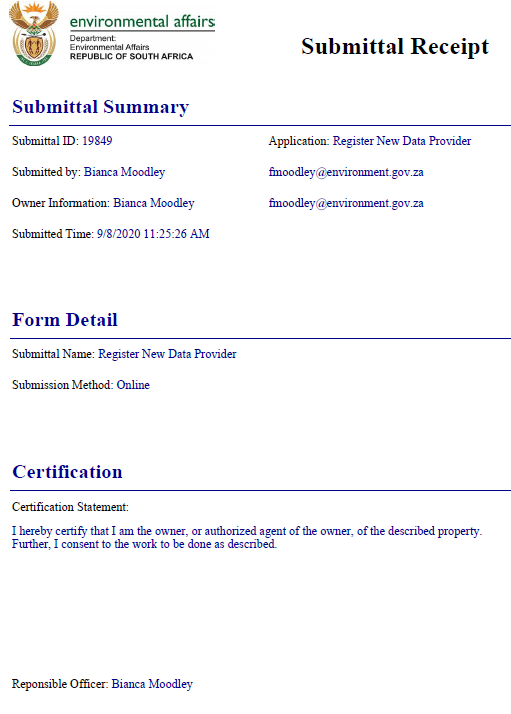 environmental affairs
Department:
Environmental Affairs
REPUBLIC OF SOUTH AFRICA
Submittal Receipt
Submittal Summary
Submittal ID: 19849 Application: Register New Data Provider
Submitted by: Bianca Moodley fmoodley@environment.gov.za
Owner Information: Bianca Moodley fmoodley@environment.gov.za
Submitted Time: 9/8/2020 11:25:26 AM
Form Detail
Submittal Name: Register New Data Provider
Submission Method: Online
Certification
Certification Statement:
I hereby certify that I am the owner, or authorized agent of the owner, of the described property.
Further, I consent to the work to be done as described.
Reponsible Officer: Bianca Moodley